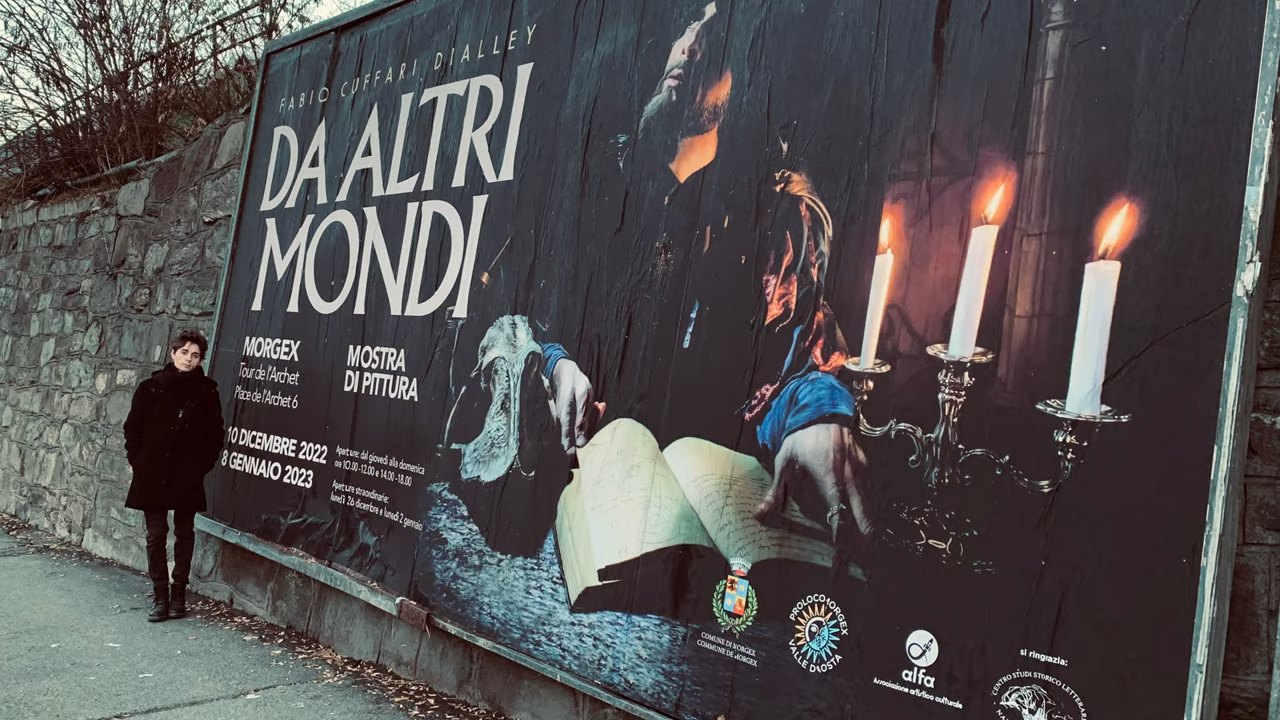 FABIO CUFFARI DIALLEY
DA ALTRI
MONDI
MORGEX
Tour de l'Archet
Place de l'Archet 6
MOSTRA
DI PITTURA
10 DICEMBRE 2022
8 GENNAIO 2023
Aperture: dal giovedì alla domenica
ore 10.00 -12.00 e 14.00 -18.00
Aperture straordinarie:
lunedì 26 dicembre e lunedì 2 gennaio
COMUNE DI MORGEX
COMMUNE DE MORGEX
PROLOCO MORGEX
VALLE D'AOSTA
alfa
Associazione artistico culturale
si ringrazia:
CENTRO STUDI STORICO LETTERARI